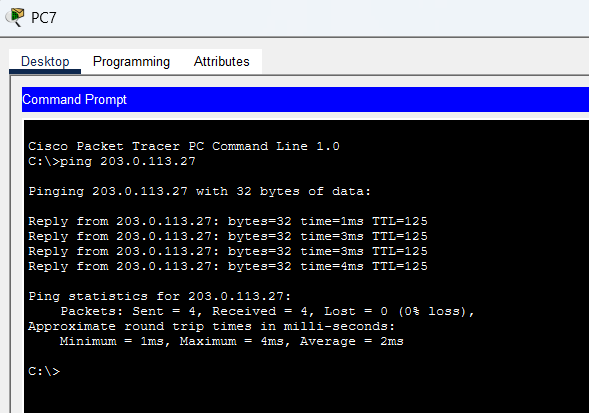 PC7
Desktop Programming Attributes
Command Prompt
Cisco Packet Tracer PC Command Line 1.0
C:\>ping 203.0.113.27
Pinging 203.0.113.27 with 32 bytes of data:
Reply from 203.0.113.27: bytes=32 time=1ms TTL=125
Reply from 203.0.113.27: bytes=32 time=3ms TTL=125
Reply from 203.0.113.27: bytes=32 time=3ms TTL=125
Reply from 203.0.113.27: bytes=32 time=4ms TTL=125
Ping statistics for 203.0.113.27:
    Packets: Sent = 4, Received = 4, Lost = 0 (0% loss),
Approximate round trip times in milli-seconds:
    Minimum = 1ms, Maximum = 4ms, Average = 2ms
C:\>